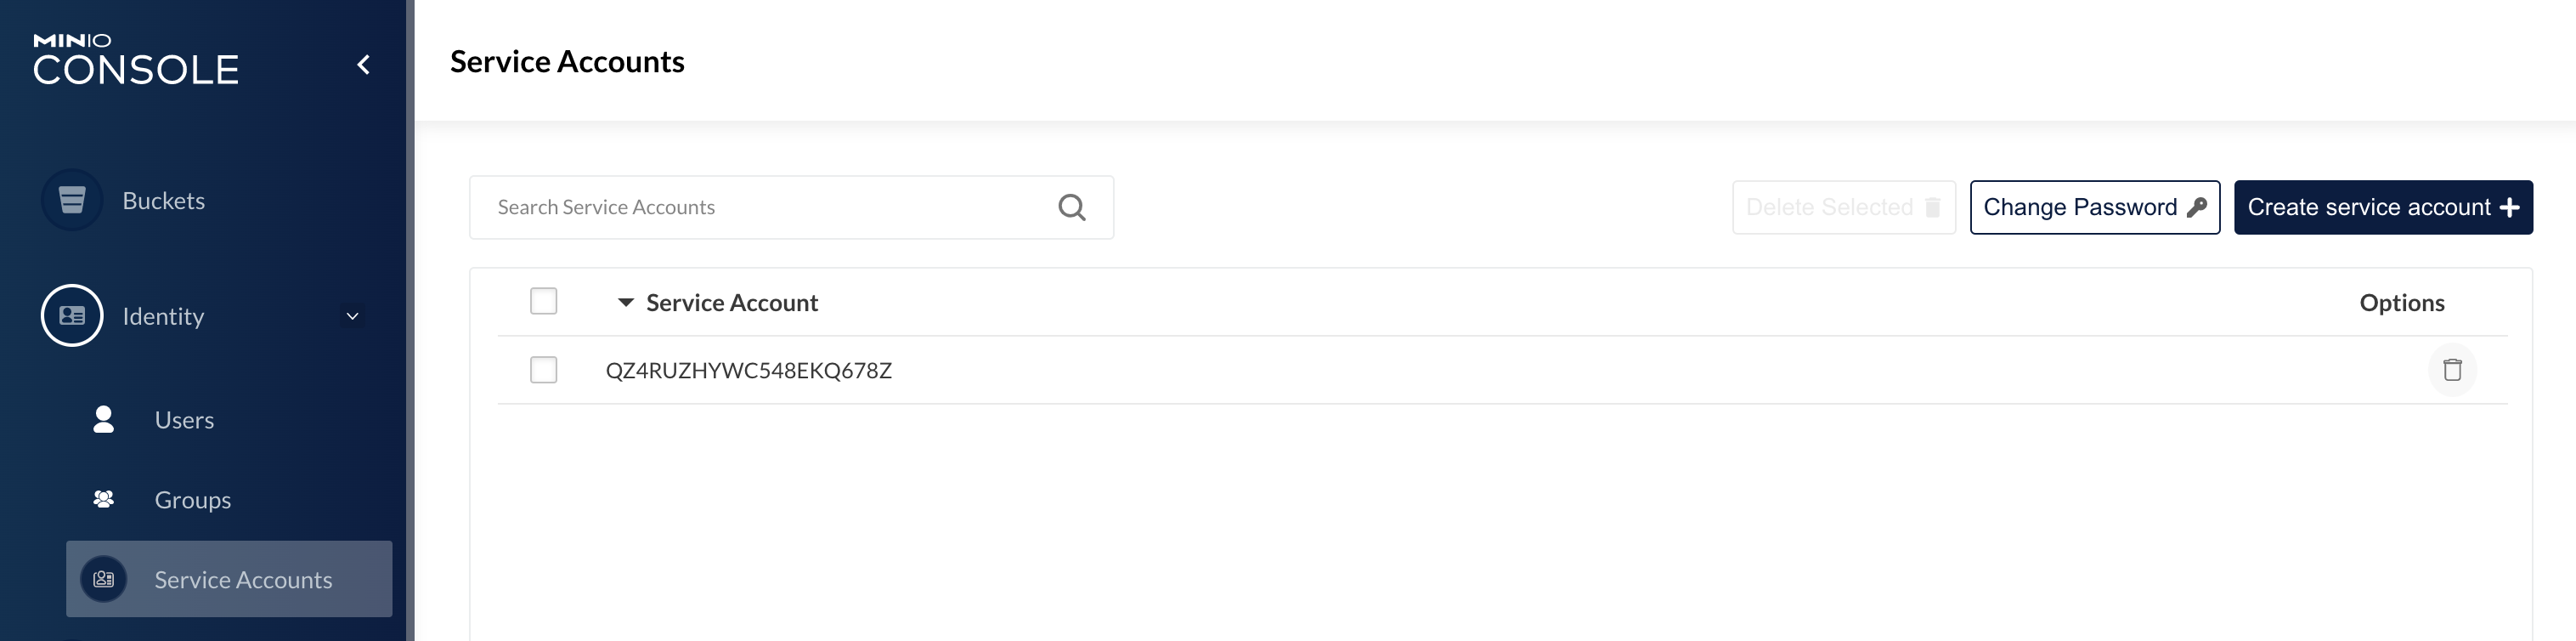 MINIO
CONSOLE
Service Accounts
Buckets
Search Service Accounts
Delete Selected
Change Password
Create service account
Identity
Service Account
Options
QZ4RUZHYWC548EKQ678Z
Users
Groups
Service Accounts